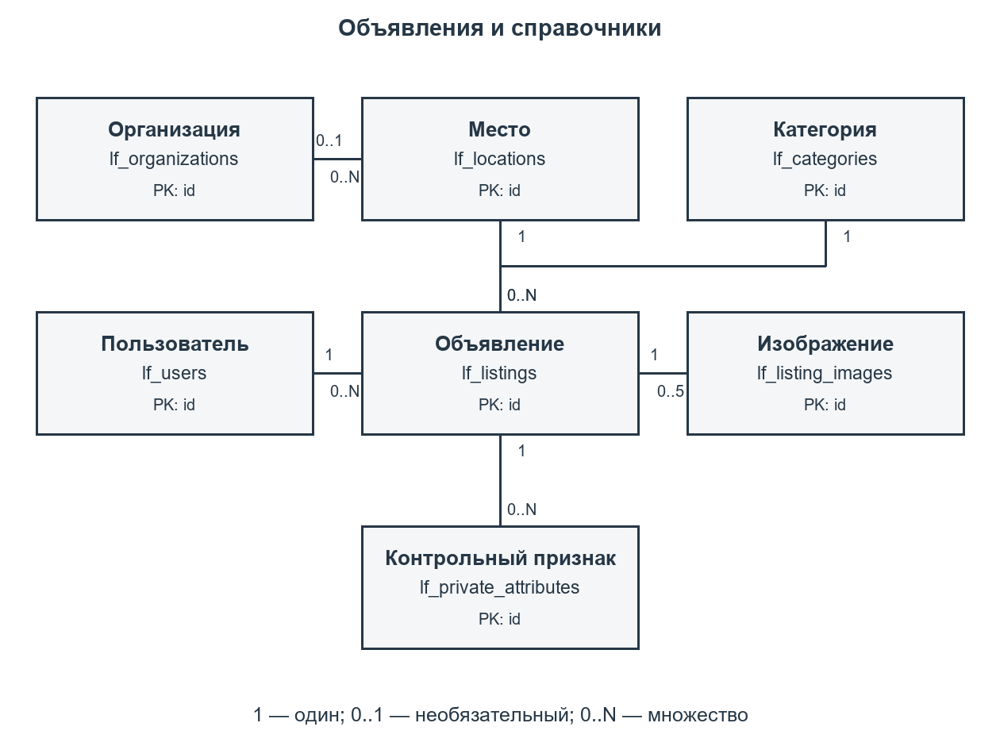 Объявления и справочники
Организация
lf_organizations
PK: id
0..1
0..N
Место
lf_locations
PK: id
Категория
lf_categories
PK: id
1
1
0..N
Пользователь
lf_users
PK: id
1
0..N
Объявление
lf_listings
PK: id
1
0..5
Изображение
lf_listing_images
PK: id
1
0..N
Контрольный признак
lf_private_attributes
PK: id
1 — один; 0..1 — необязательный; 0..N — множество